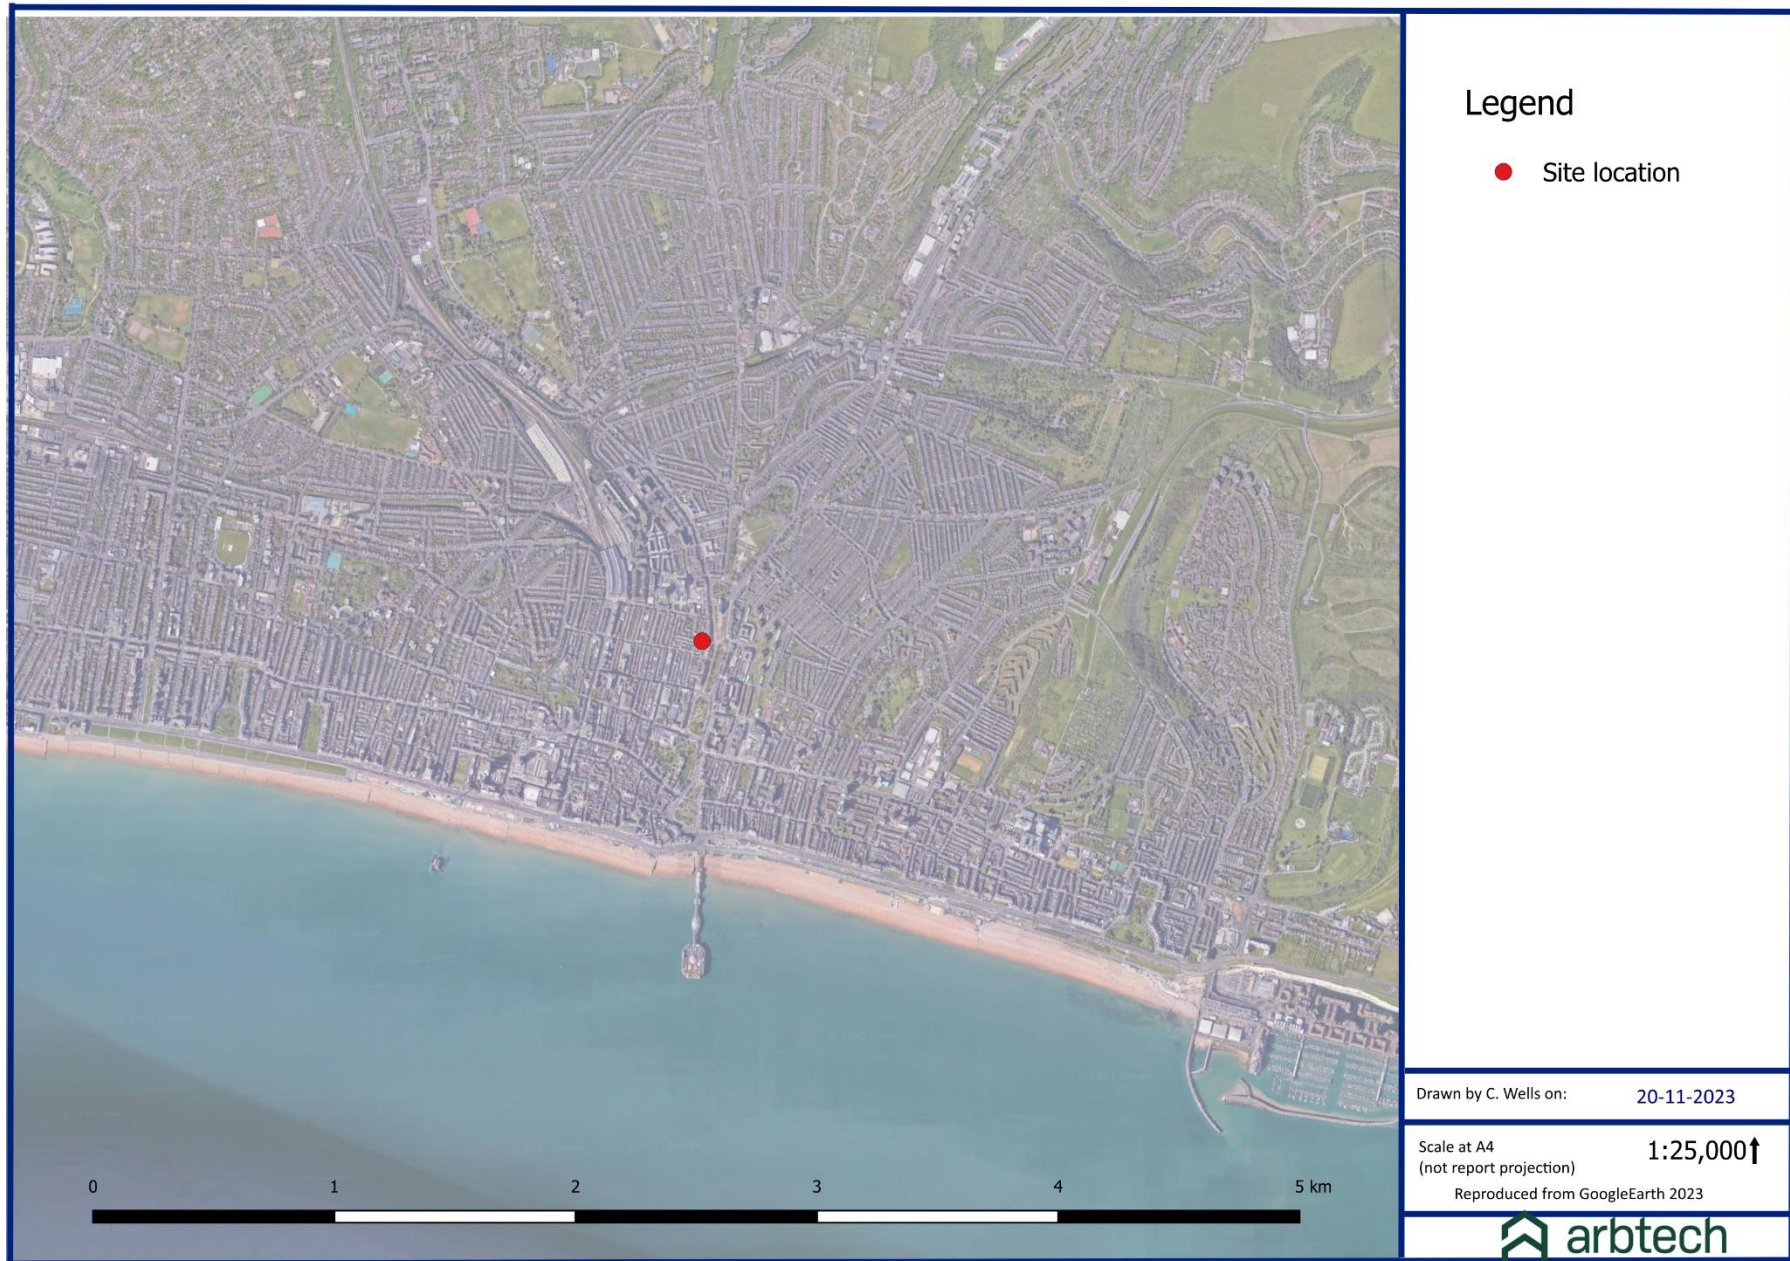 Legend
Site location
0 1 2 3 4 5 km
Drawn by C. Wells on: 20-11-2023
Scale at A4 1:25,000
(not report projection)
Reproduced from GoogleEarth 2023
arbtech